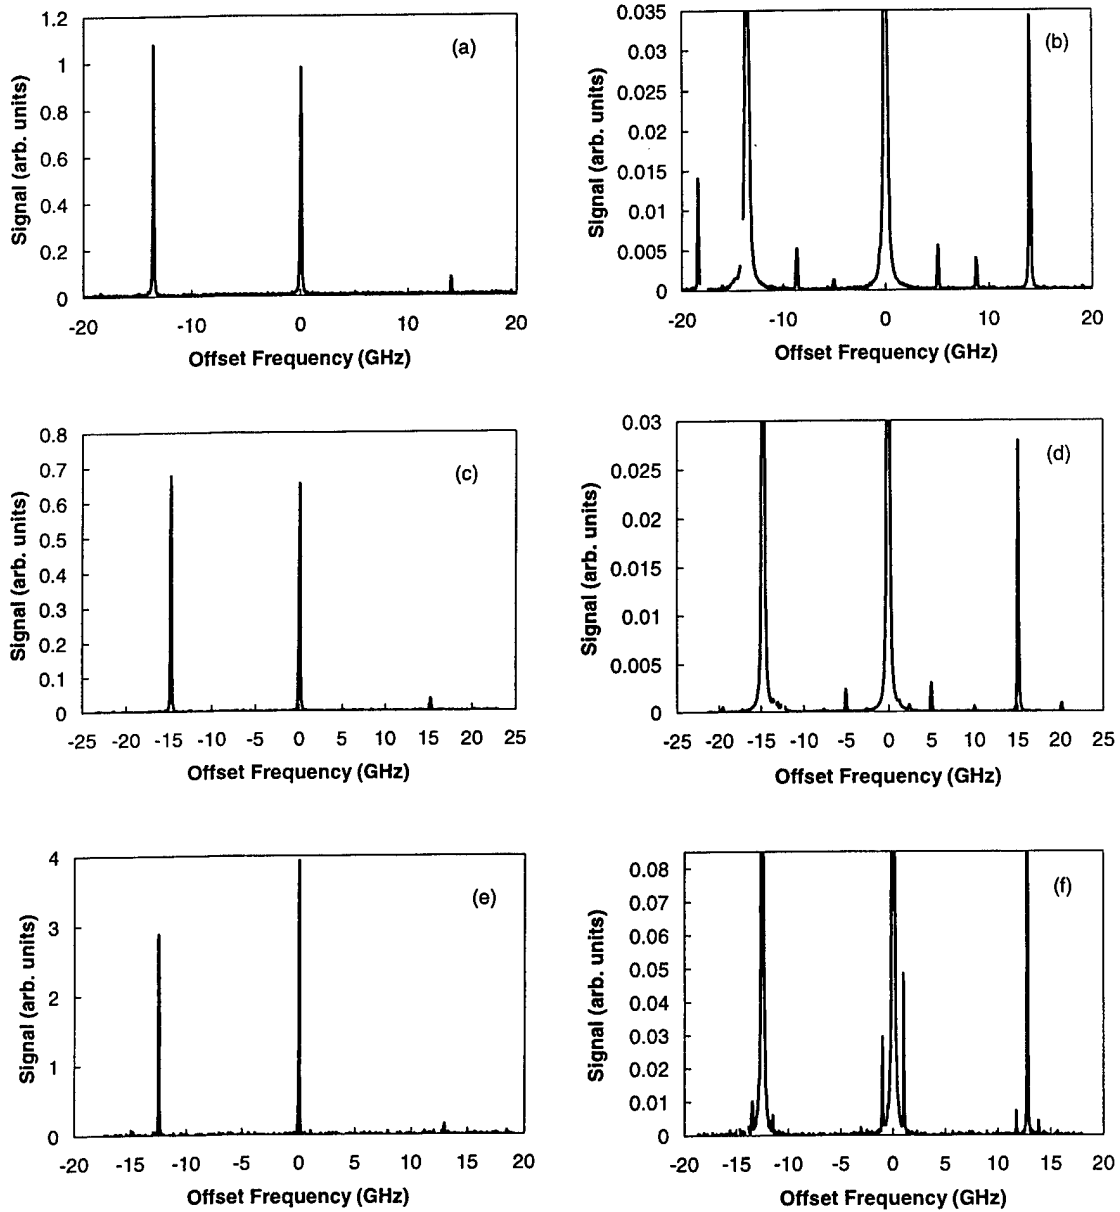 1.2
1
0.8
0.6
0.4
0.2
0
Signal (arb. units)
(a)
-20 -10 0 10 20
Offset Frequency (GHz)
0.035
0.03
0.025
0.02
0.015
0.01
0.005
0
Signal (arb. units)
(b)
-20 -10 0 10 20
Offset Frequency (GHz)
0.8
0.7
0.6
0.5
0.4
0.3
0.2
0.1
0
Signal (arb. units)
(c)
-25 -20 -15 -10 -5 0 5 10 15 20 25
Offset Frequency (GHz)
0.03
0.025
0.02
0.015
0.01
0.005
0
Signal (arb. units)
(d)
-25 -20 -15 -10 -5 0 5 10 15 20 25
Offset Frequency (GHz)
4
3
2
1
0
Signal (arb. units)
(e)
-20 -15 -10 -5 0 5 10 15 20
Offset Frequency (GHz)
0.08
0.07
0.06
0.05
0.04
0.03
0.02
0.01
0
Signal (arb. units)
(f)
-20 -15 -10 -5 0 5 10 15 20
Offset Frequency (GHz)